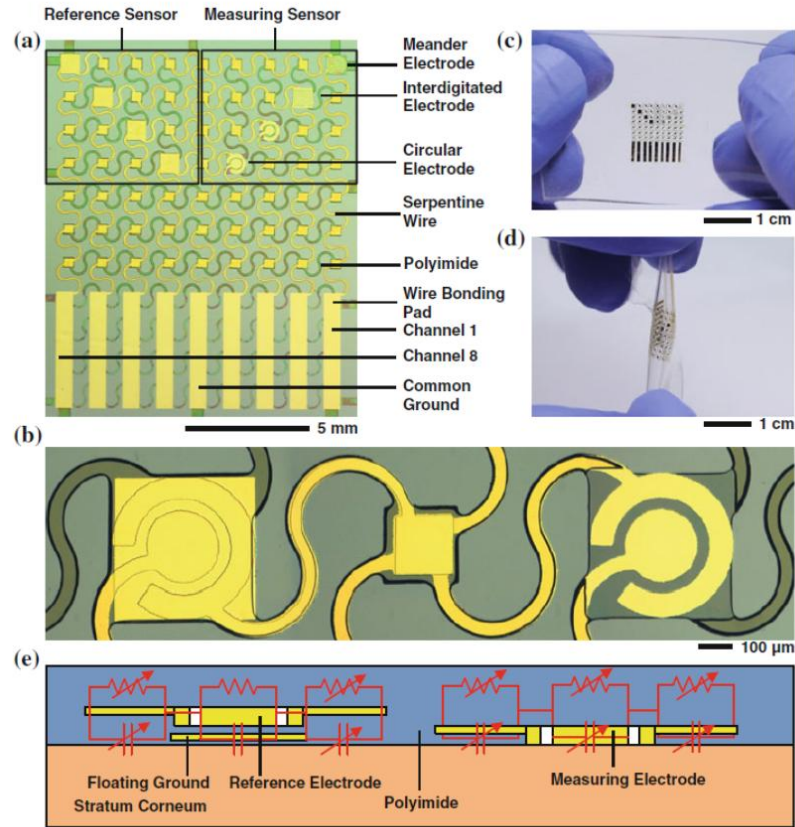 Reference Sensor
Measuring Sensor
(a)
Meander
Electrode
Interdigitated
Electrode
Circular
Electrode
Serpentine
Wire
Polyimide
Wire Bonding
Pad
Channel 1
Channel 8
Common
Ground
5 mm
(c)
1 cm
(d)
1 cm
(b)
100 µm
(e)
Floating Ground
Stratum Corneum
Reference Electrode
Polyimide
Measuring Electrode